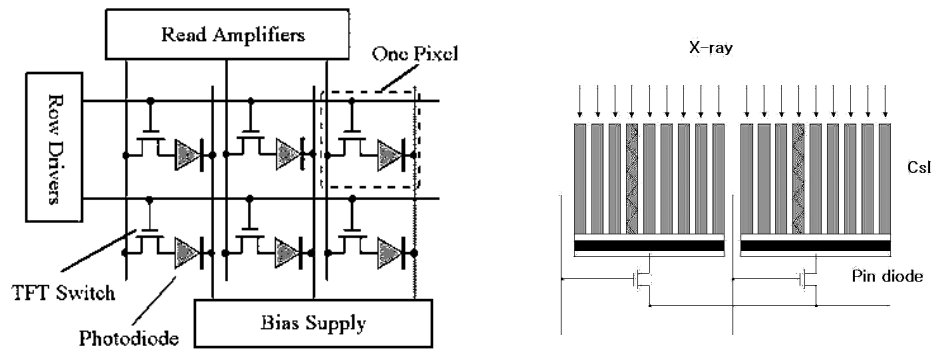 Read Amplifiers
One Pixel
Row Drivers
TFT Switch
Photodiode
Bias Supply
X-ray
CsI
Pin diode